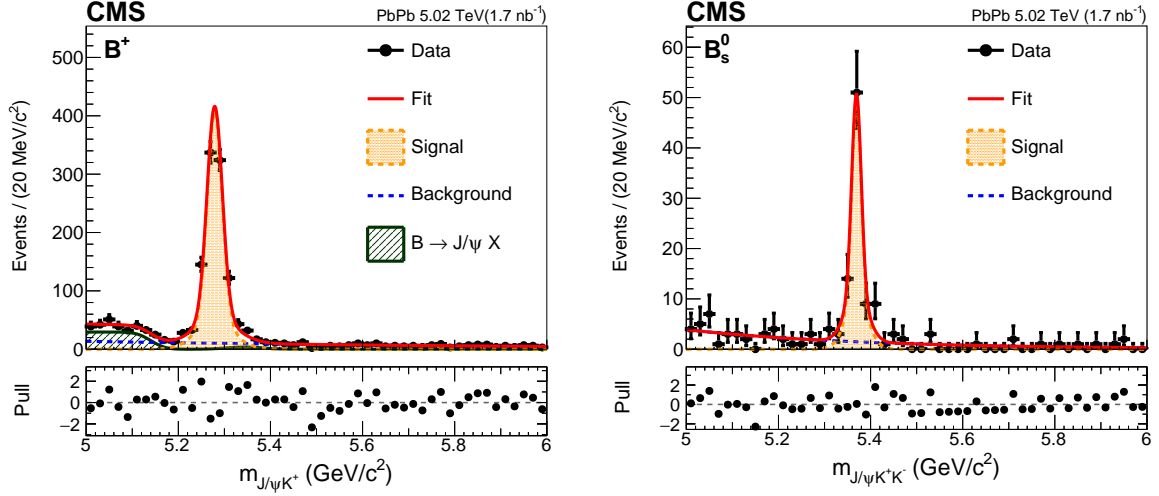 CMS
PbPb 5.02 TeV(1.7 nb⁻¹)
B⁺
Data
Fit
Signal
Background
B → J/ψ X
Events / (20 MeV/c²)
500
400
300
200
100
0
Pull
2
0
−2
5 5.2 5.4 5.6 5.8 6
m_{J/ψK⁺} (GeV/c²)
CMS
PbPb 5.02 TeV (1.7 nb⁻¹)
B⁰ₛ
Data
Fit
Signal
Background
Events / (20 MeV/c²)
60
50
40
30
20
10
0
Pull
2
0
−2
5 5.2 5.4 5.6 5.8 6
m_{J/ψK⁺K⁻} (GeV/c²)